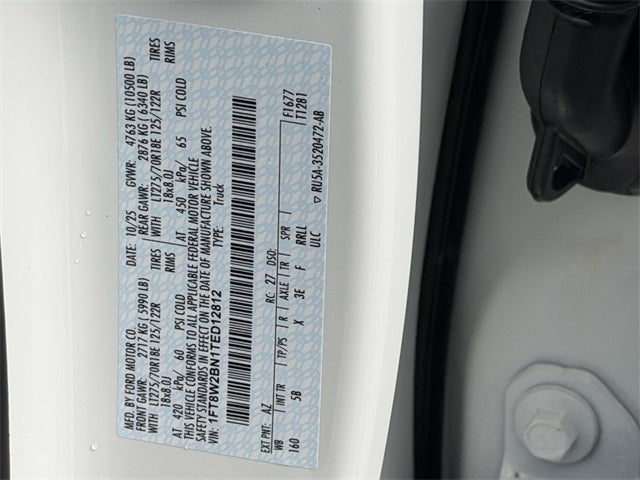 MFD. BY FORD MOTOR CO.
DATE: 10/25 GVWR: 4763 KG (10500 LB)
FRONT GAWR: 2717 KG ( 5990 LB) REAR GAWR: 2876 KG ( 6340 LB)
WITH LT275/70R18E 125/122R TIRES WITH LT275/70R18E 125/122R TIRES
18x8.0J RIMS 18x8.0J RIMS
AT 420 kPa/ 60 PSI COLD AT 450 kPa/ 65 PSI COLD
THIS VEHICLE CONFORMS TO ALL APPLICABLE FEDERAL MOTOR VEHICLE
SAFETY STANDARDS IN EFFECT ON THE DATE OF MANUFACTURE SHOWN ABOVE.
VIN: 1FT8W2BN1TED12812 TYPE: Truck
F1677
T1281
EXT PNT: AZ RC: 27 DSO:
WB INT TR TP/PS R AXLE TR SPR
160 5B X 3E F RRLL
ULC ▽ RU5A-3520472-AB